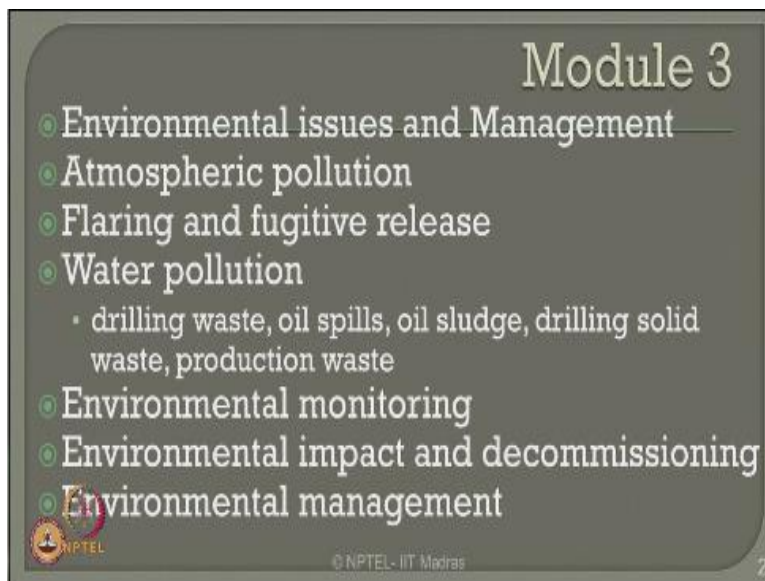 Module 3
Environmental issues and Management
Atmospheric pollution
Flaring and fugitive release
Water pollution
drilling waste, oil spills, oil sludge, drilling solid
waste, production waste
Environmental monitoring
Environmental impact and decommissioning
Environmental management
NPTEL
© NPTEL- IIT Madras